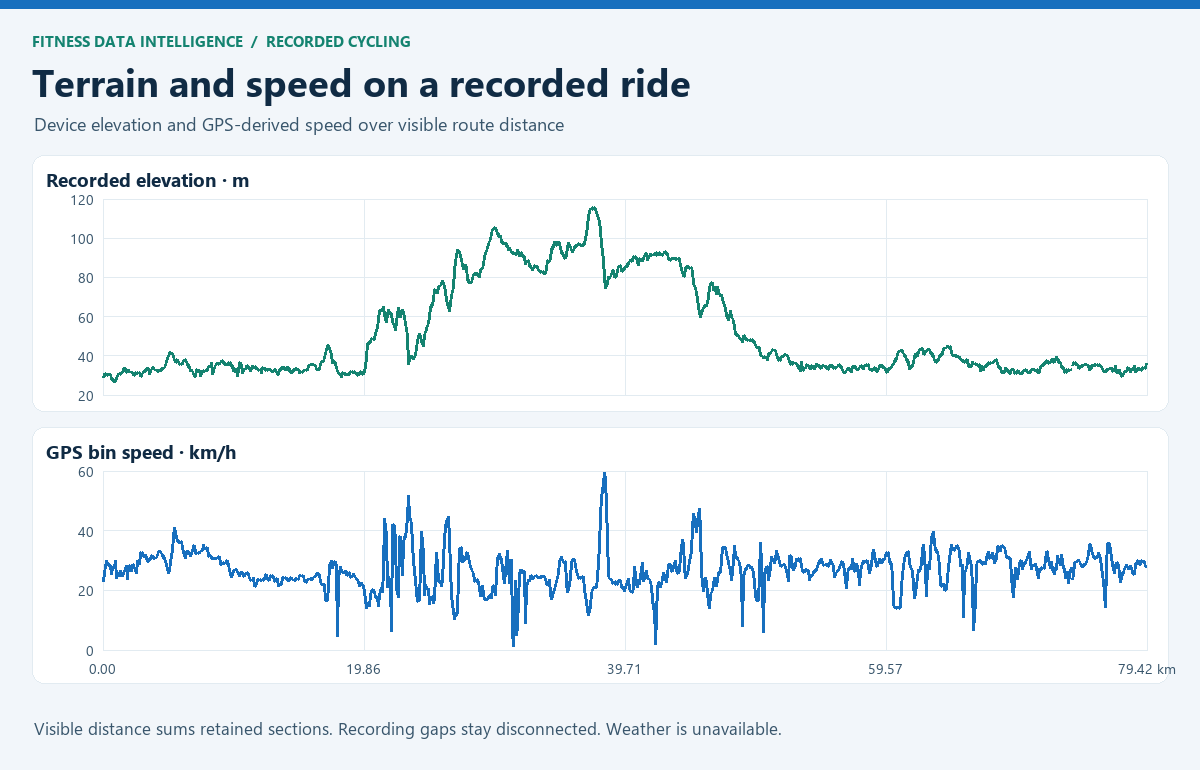 FITNESS DATA INTELLIGENCE / RECORDED CYCLING
Terrain and speed on a recorded ride
Device elevation and GPS-derived speed over visible route distance
Recorded elevation · m
120
100
80
60
40
20
GPS bin speed · km/h
60
40
20
0
0.00 19.86 39.71 59.57 79.42 km
Visible distance sums retained sections. Recording gaps stay disconnected. Weather is unavailable.